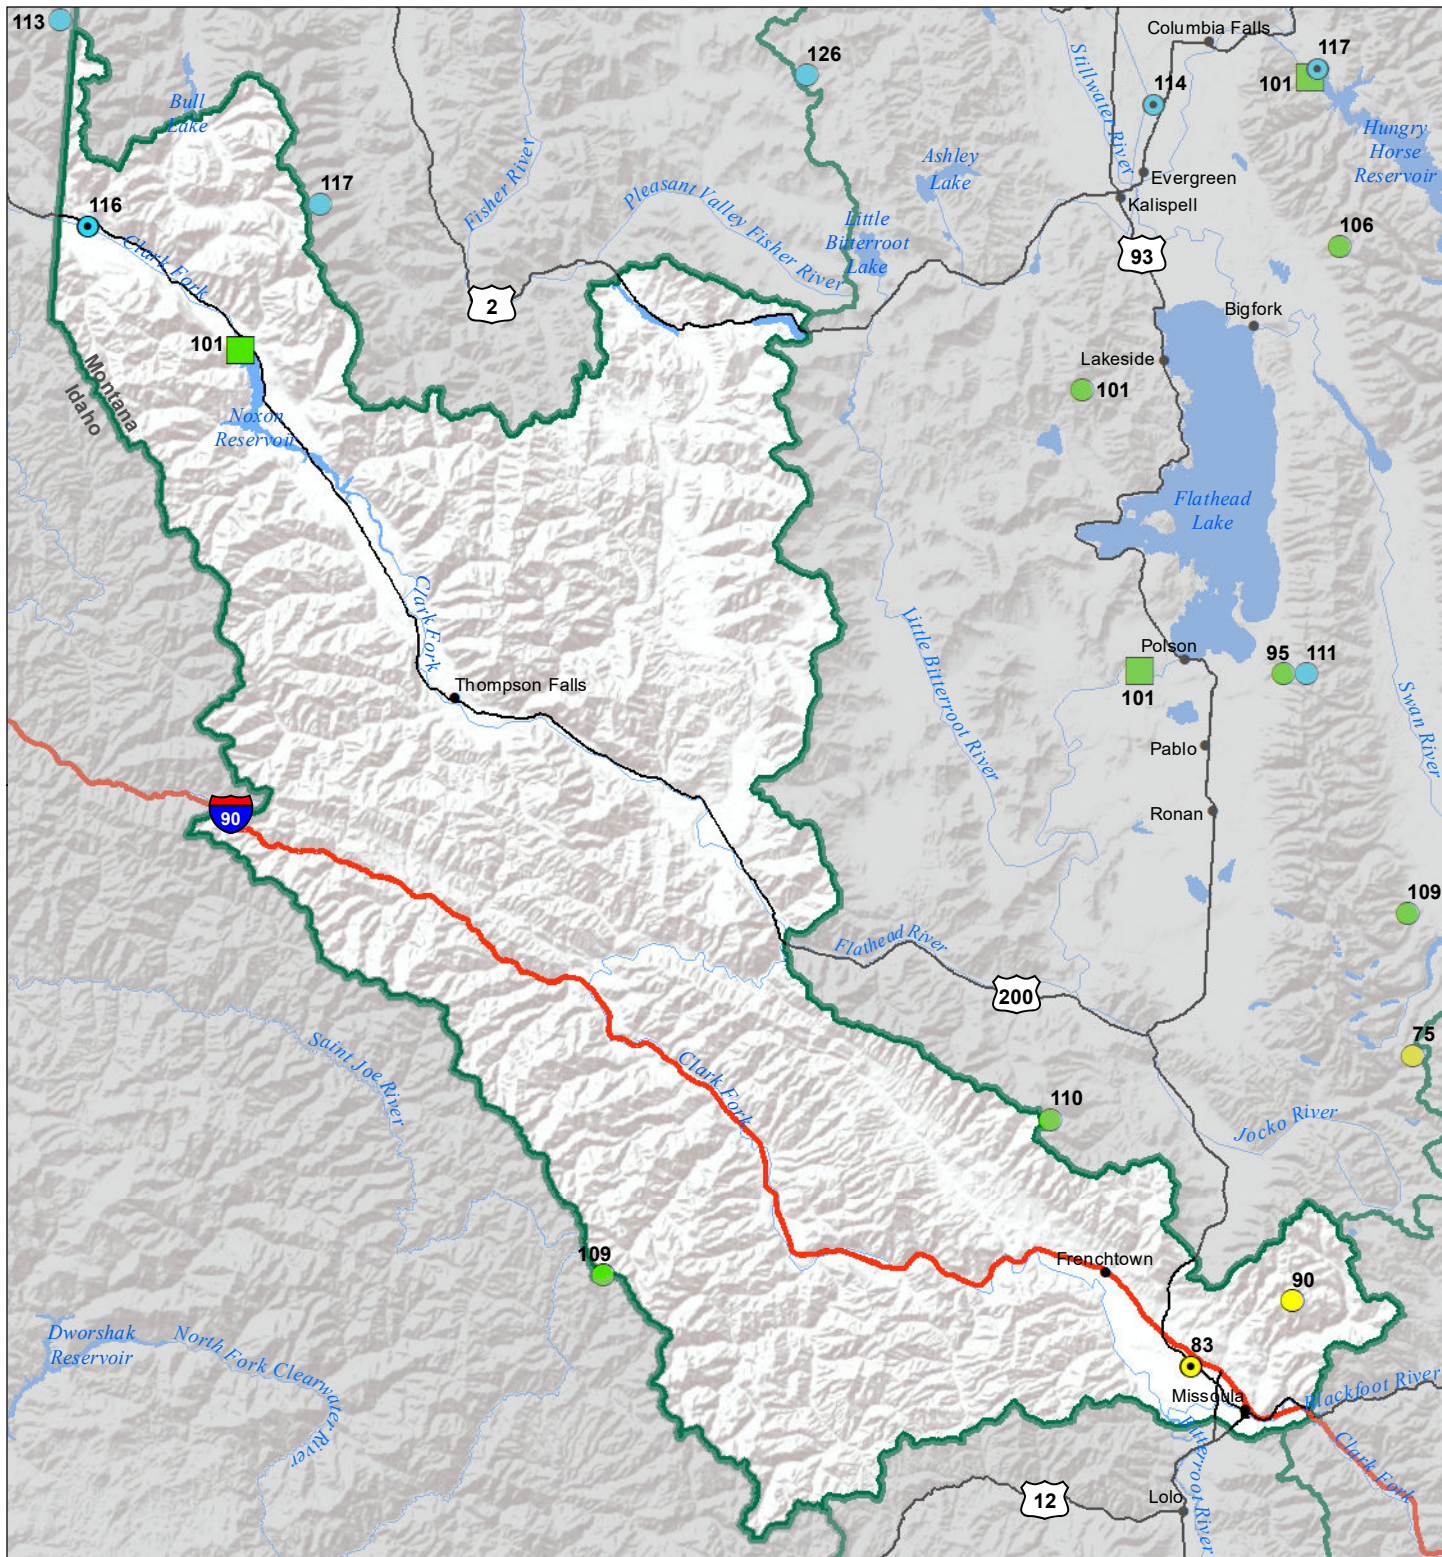 113
126
Columbia Falls
117
101
114
Stillwater River
Bull
Lake
Hungry
Horse
Reservoir
Ashley
Lake
Fisher River
Evergreen
Kalispell
117
Pleasant Valley Fisher River
116
Little
Bitterroot
Lake
106
93
Clark Fork
2
Bigfork
101
Lakeside
Montana
Idaho
101
Noxon
Reservoir
Flathead
Lake
Clark Fork
Little Bitterroot River
Polson
95
111
101
Thompson Falls
Swan River
Pablo
90
Ronan
109
Flathead River
200
Saint Joe River
75
Clark Fork
110
Jocko River
109
Frenchtown
90
Dworshak
Reservoir
North Fork Clearwater
River
83
Missoula
Blackfoot River
Bitterroot River
Clark Fork
12
Lolo